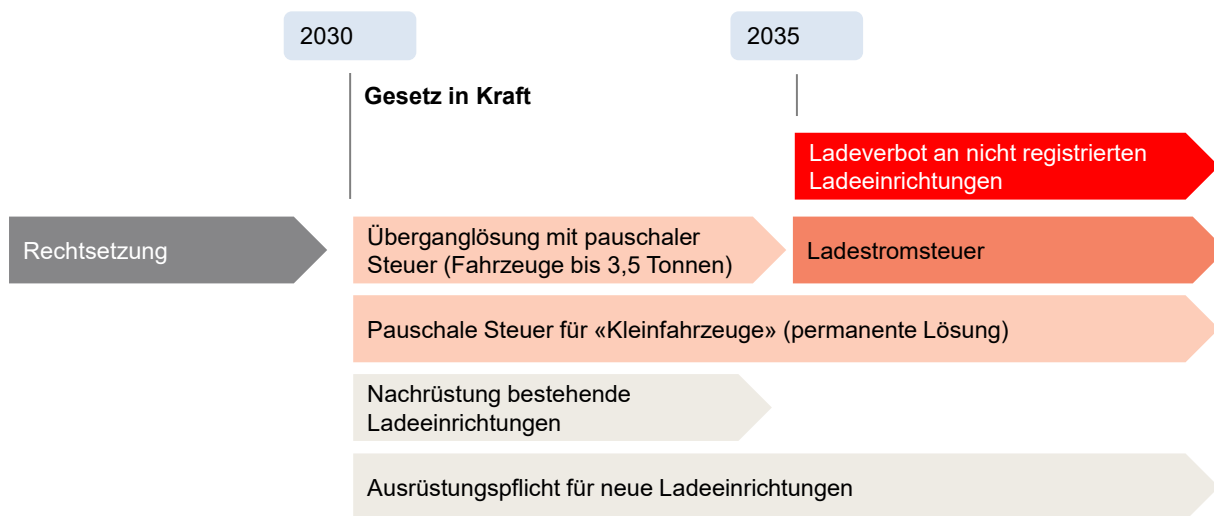 2030
2035
Gesetz in Kraft
Ladeverbot an nicht registrierten
Ladeeinrichtungen
Rechtsetzung
Überganglösung mit pauschaler
Steuer (Fahrzeuge bis 3,5 Tonnen)
Ladestromsteuer
Pauschale Steuer für «Kleinfahrzeuge» (permanente Lösung)
Nachrüstung bestehende
Ladeeinrichtungen
Ausrüstungspflicht für neue Ladeeinrichtungen